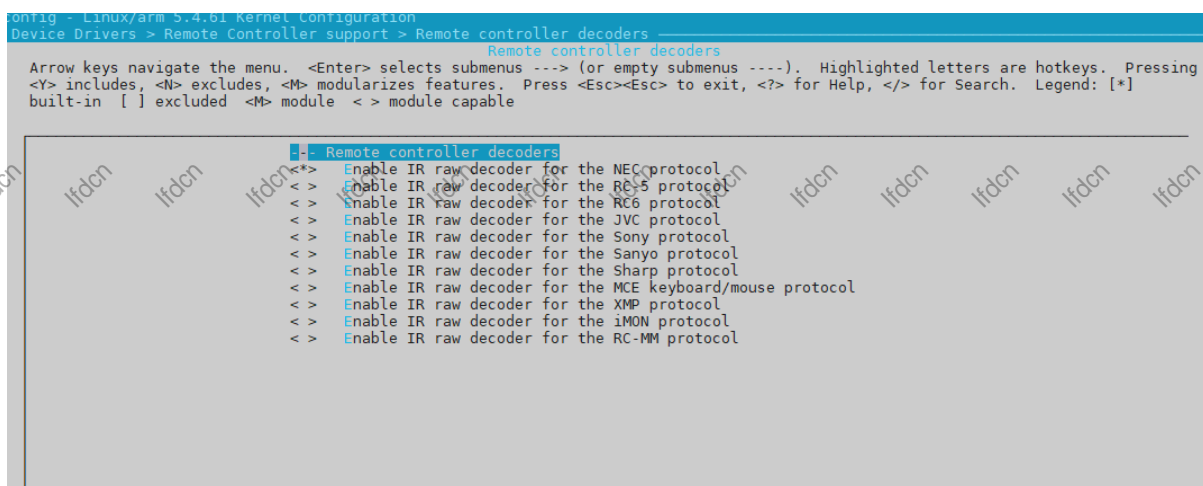 config - Linux/arm 5.4.61 Kernel Configuration
Device Drivers > Remote Controller support > Remote controller decoders
Remote controller decoders
Arrow keys navigate the menu. <Enter> selects submenus ---> (or empty submenus ----). Highlighted letters are hotkeys. Pressing
<Y> includes, <N> excludes, <M> modularizes features. Press <Esc><Esc> to exit, <?> for Help, </> for Search. Legend: [*]
built-in [ ] excluded <M> module < > module capable
--- Remote controller decoders
<*> Enable IR raw decoder for the NEC protocol
< > Enable IR raw decoder for the RC-5 protocol
< > Enable IR raw decoder for the RC6 protocol
< > Enable IR raw decoder for the JVC protocol
< > Enable IR raw decoder for the Sony protocol
< > Enable IR raw decoder for the Sanyo protocol
< > Enable IR raw decoder for the Sharp protocol
< > Enable IR raw decoder for the MCE keyboard/mouse protocol
< > Enable IR raw decoder for the XMP protocol
< > Enable IR raw decoder for the iMON protocol
< > Enable IR raw decoder for the RC-MM protocol
lfdcn lfdcn lfdcn lfdcn lfdcn lfdcn lfdcn lfdcn lfdcn lfdcn lfdcn lfdcn